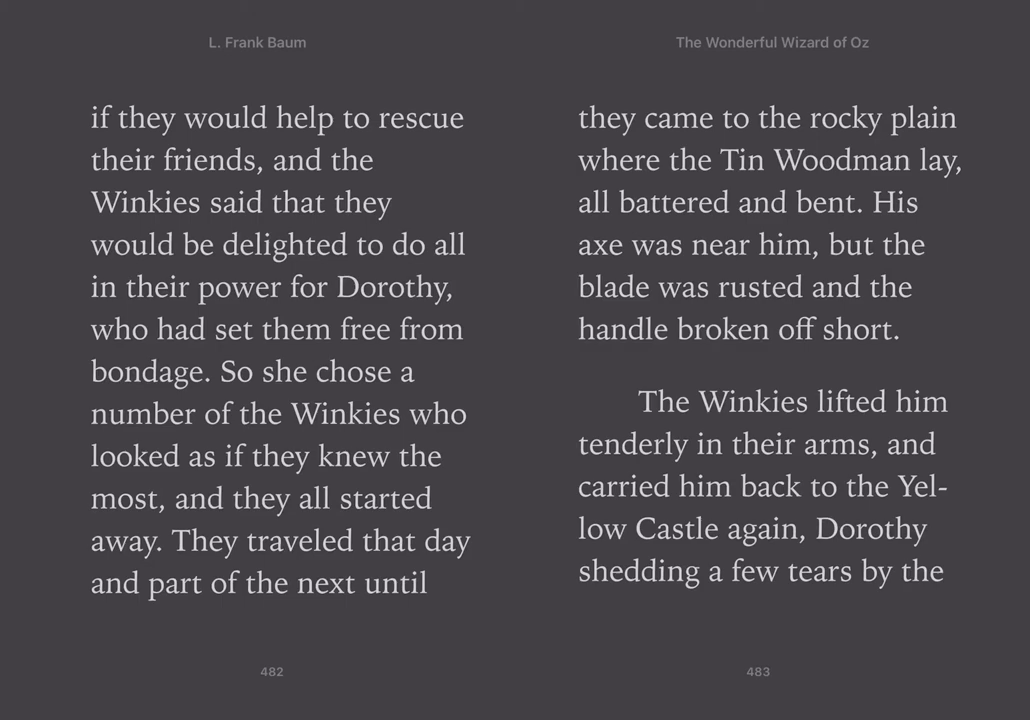 L. Frank Baum
if they would help to rescue
their friends, and the
Winkies said that they
would be delighted to do all
in their power for Dorothy,
who had set them free from
bondage. So she chose a
number of the Winkies who
looked as if they knew the
most, and they all started
away. They traveled that day
and part of the next until
482
The Wonderful Wizard of Oz
they came to the rocky plain
where the Tin Woodman lay,
all battered and bent. His
axe was near him, but the
blade was rusted and the
handle broken off short.
The Winkies lifted him
tenderly in their arms, and
carried him back to the Yel-
low Castle again, Dorothy
shedding a few tears by the
483